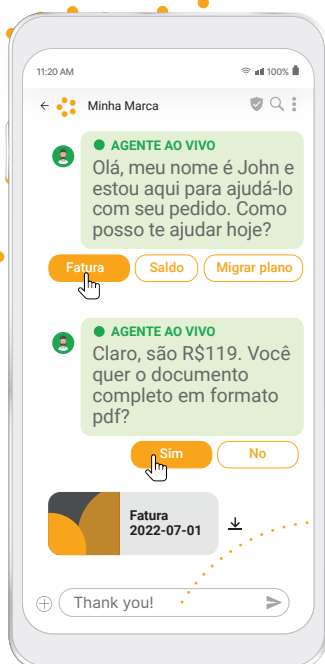 11:20 AM
100%
Minha Marca
AGENTE AO VIVO
Olá, meu nome é John e
estou aqui para ajudá-lo
com seu pedido. Como
posso te ajudar hoje?
Fatura Saldo Migrar plano
AGENTE AO VIVO
Claro, são R$119. Você
quer o documento
completo em formato
pdf?
Sim No
Fatura
2022-07-01
Thank you!